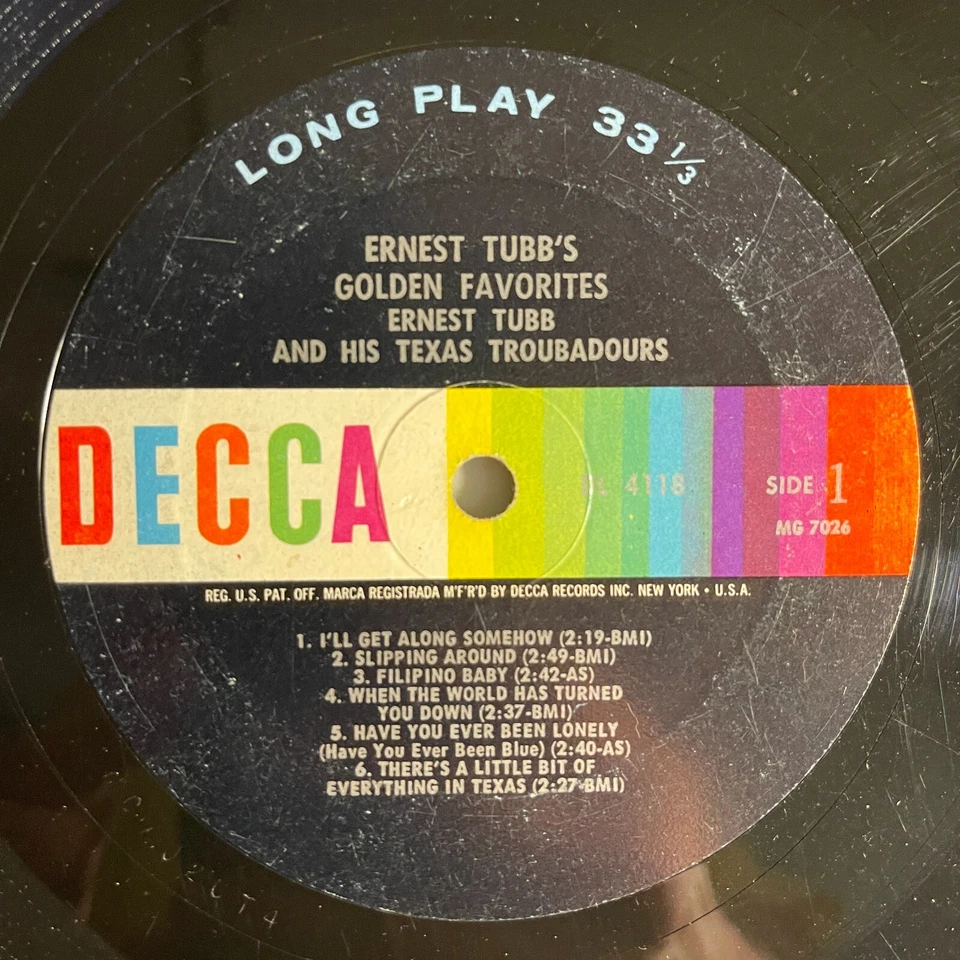 LONG PLAY 33 1/3
ERNEST TUBB'S
GOLDEN FAVORITES
ERNEST TUBB
AND HIS TEXAS TROUBADOURS
DECCA
4118
SIDE 1
MG 7026
REG. U.S. PAT. OFF. MARCA REGISTRADA M'F'R'D BY DECCA RECORDS INC. NEW YORK • U.S.A.
1. I'LL GET ALONG SOMEHOW (2:19-BMI)
2. SLIPPING AROUND (2:49-BMI)
3. FILIPINO BABY (2:42-AS)
4. WHEN THE WORLD HAS TURNED
YOU DOWN (2:37-BMI)
5. HAVE YOU EVER BEEN LONELY
(Have You Ever Been Blue) (2:40-AS)
6. THERE'S A LITTLE BIT OF
EVERYTHING IN TEXAS (2:27-BMI)